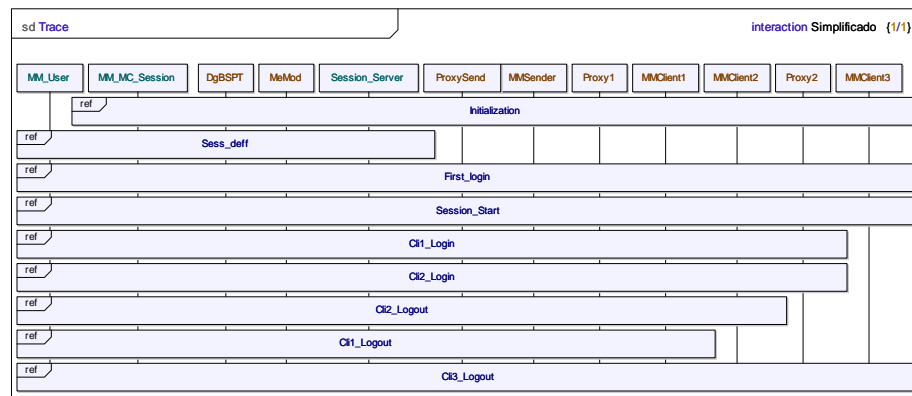 sd Trace
interaction Simplificado {1/1}
MM_User MM_MC_Session DgBSPT MeMod Session_Server ProxySend MMSender Proxy1 MMClient1 MMClient2 Proxy2 MMClient3
ref Initialization
ref Sess_deff
ref First_login
ref Session_Start
ref Cli1_Login
ref Cli2_Login
ref Cli2_Logout
ref Cli1_Logout
ref Cli3_Logout